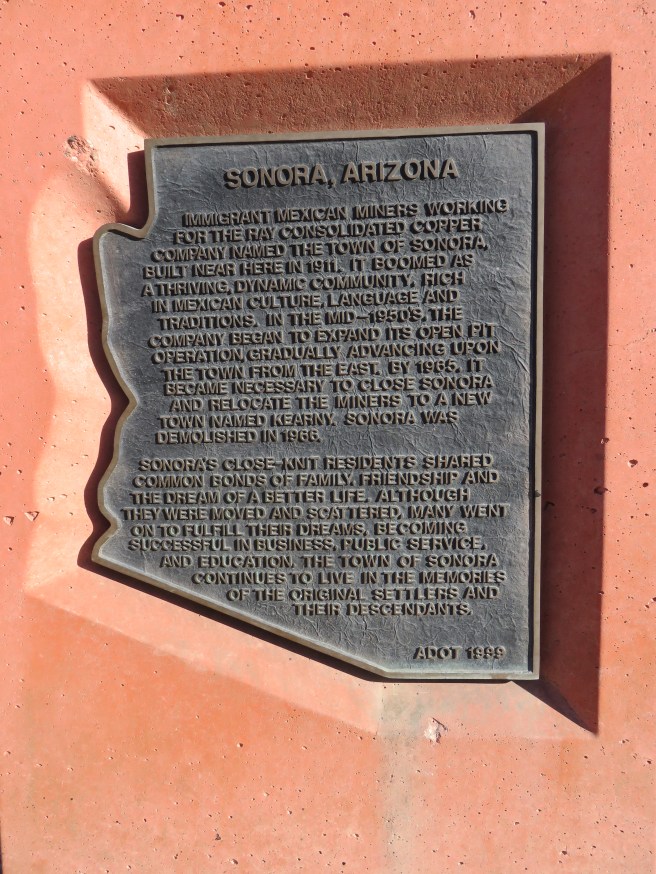 SONORA, ARIZONA
IMMIGRANT MEXICAN MINERS WORKING
FOR THE RAY CONSOLIDATED COPPER
COMPANY NAMED THE TOWN OF SONORA,
BUILT NEAR HERE IN 1911. IT BOOMED AS
A THRIVING, DYNAMIC COMMUNITY, RICH
IN MEXICAN CULTURE, LANGUAGE AND
TRADITIONS. IN THE MID-1950'S, THE
COMPANY BEGAN TO EXPAND ITS OPEN PIT
OPERATION, GRADUALLY ADVANCING UPON
THE TOWN FROM THE EAST. BY 1965, IT
BECAME NECESSARY TO CLOSE SONORA
AND RELOCATE THE MINERS TO A NEW
TOWN NAMED KEARNY. SONORA WAS
DEMOLISHED IN 1966.
SONORA'S CLOSE-KNIT RESIDENTS SHARED
COMMON BONDS OF FAMILY, FRIENDSHIP AND
THE DREAM OF A BETTER LIFE. ALTHOUGH
THEY WERE MOVED AND SCATTERED, MANY WENT
ON TO FULFILL THEIR DREAMS, BECOMING
SUCCESSFUL IN BUSINESS, PUBLIC SERVICE,
AND EDUCATION. THE TOWN OF SONORA
CONTINUES TO LIVE IN THE MEMORIES
OF THE ORIGINAL SETTLERS AND
THEIR DESCENDANTS.
ADOT 1999